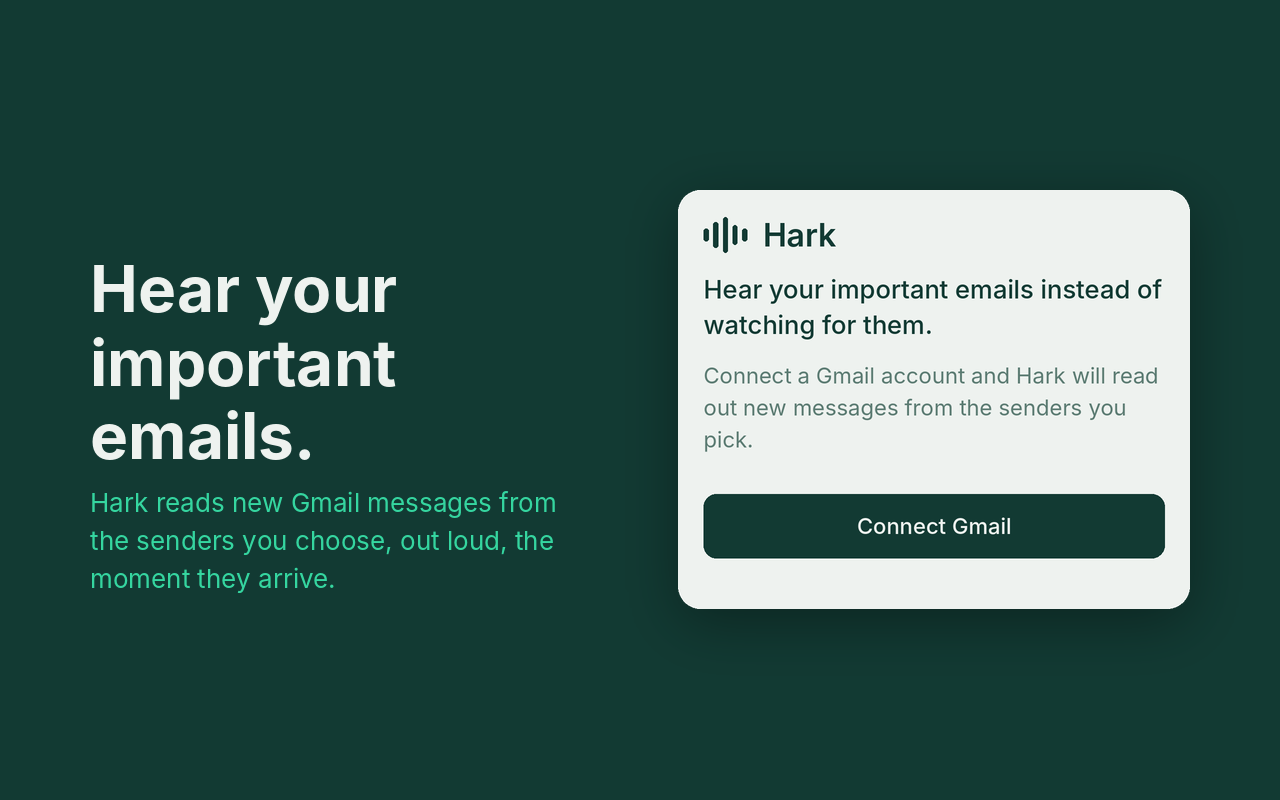 Hear your
important
emails.
Hark reads new Gmail messages from
the senders you choose, out loud, the
moment they arrive.
Hark
Hear your important emails instead of
watching for them.
Connect a Gmail account and Hark will read
out new messages from the senders you
pick.
Connect Gmail